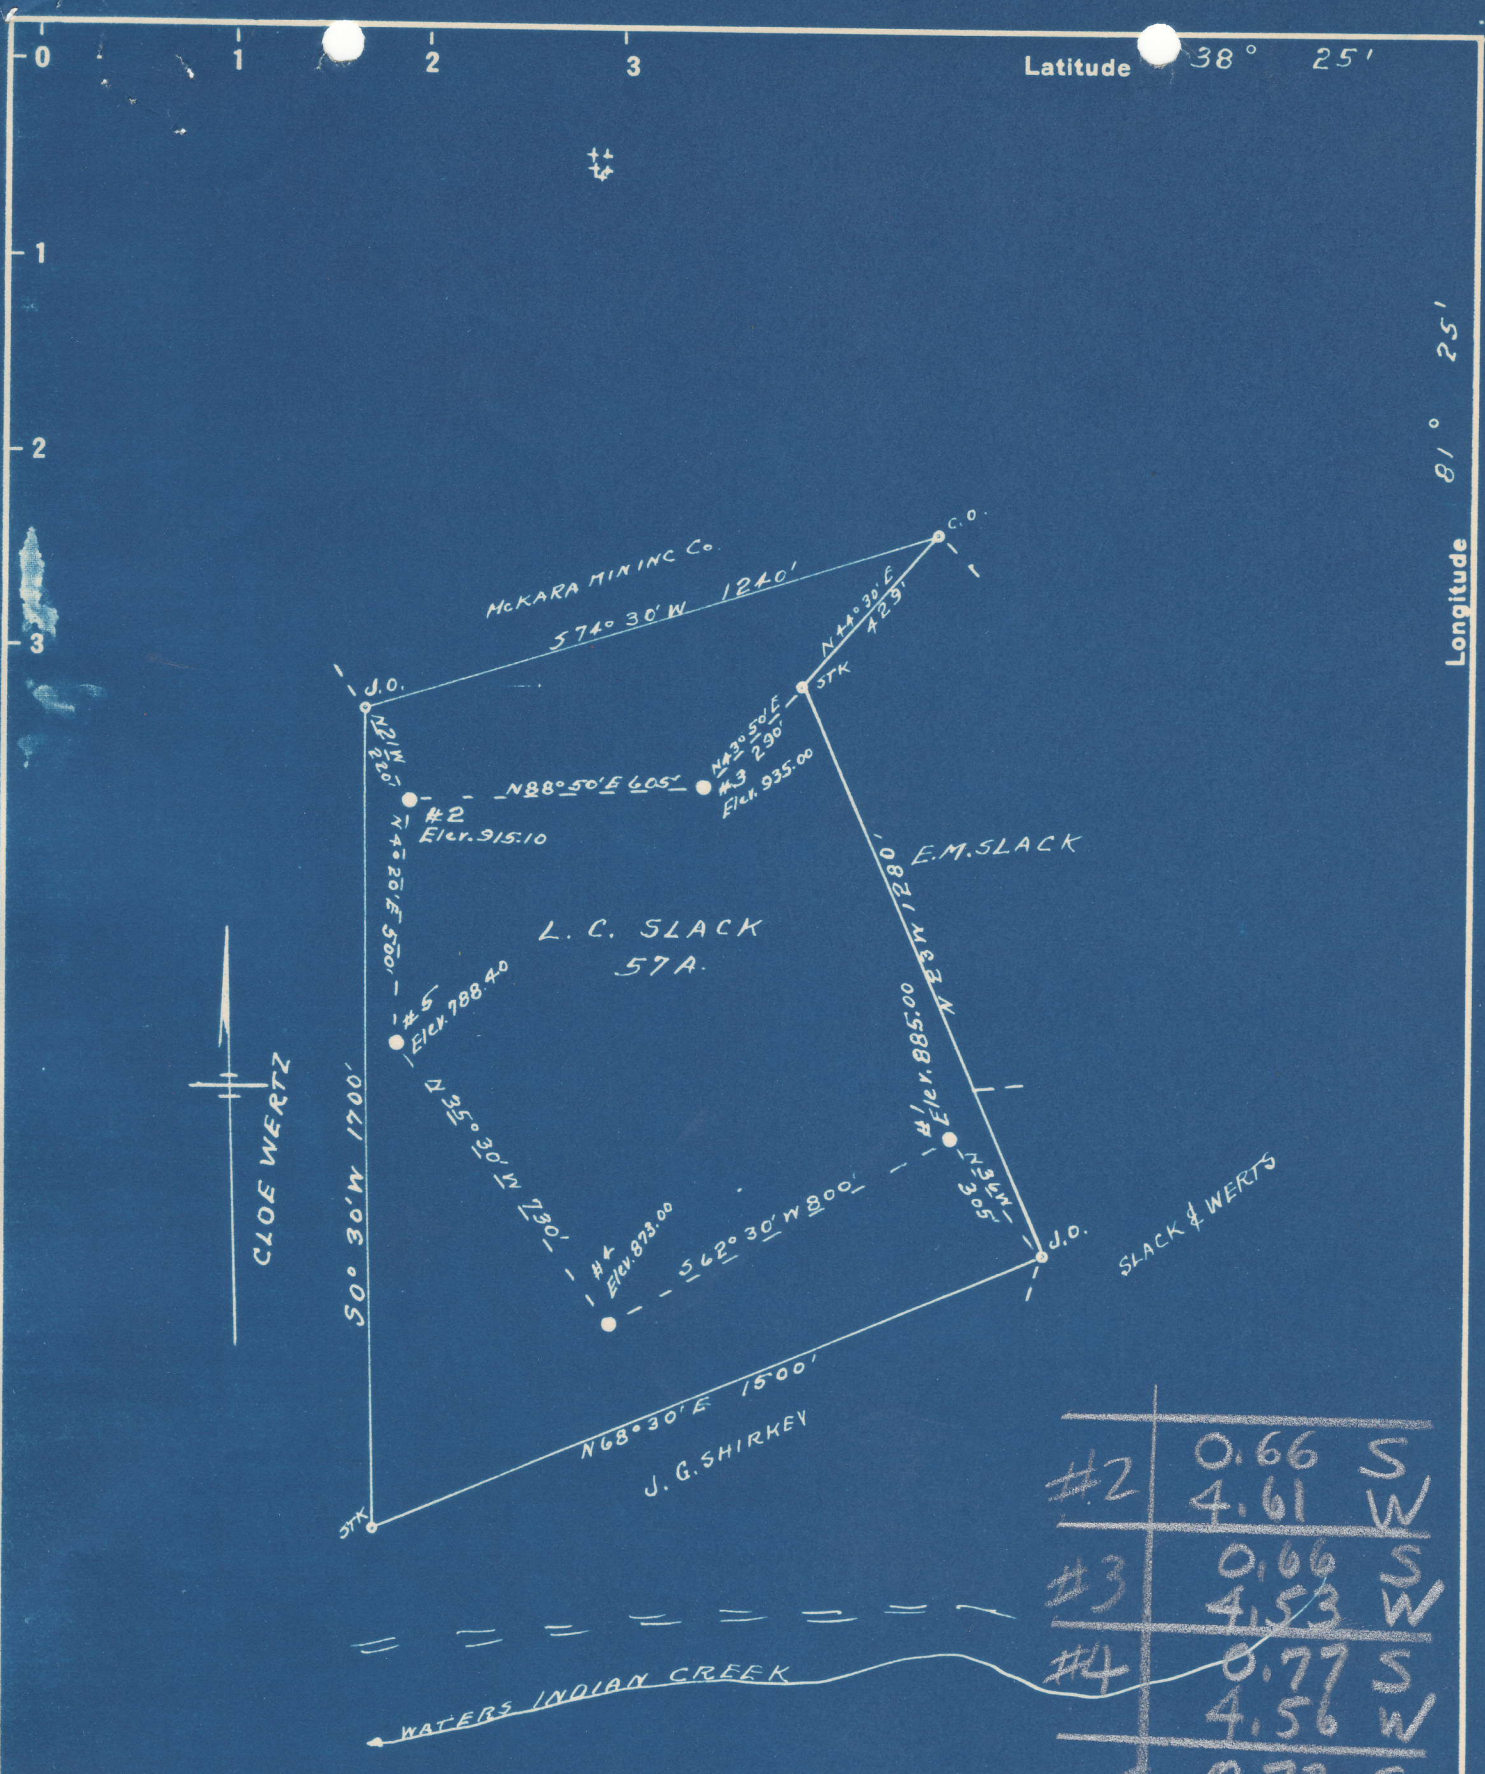 0 1 2 3 Latitude 38° 25'
1
2
3
Longitude 81° 25'
McKARA MINING Co.
S 74° 30' W 1240'
C.O.
N 44° 30' E
429'
STK
J.O.
N 21 W
220'
N 88° 50' E 605'
N 43° 50' E
290'
#3
Elev. 935.00
#2
Elev. 915.10
N 4° 20' E 500'
E.M. SLACK
N 23 W 1280'
L. C. SLACK
57 A.
#5
Elev. 788.40
#1
Elev. 885.00
CLOE WERTZ
S 0° 30' W 1700'
N 35° 30' W 730'
N 36 W
305'
#4
Elev. 873.00
S 62° 30' W 800'
J.O.
SLACK & WERTS
N 68° 30' E 1500'
J. G. SHIRKEY
STK
WATERS INDIAN CREEK
#2 0.66 S
4.61 W
#3 0.66 S
4.53 W
#4 0.77 S
4.56 W